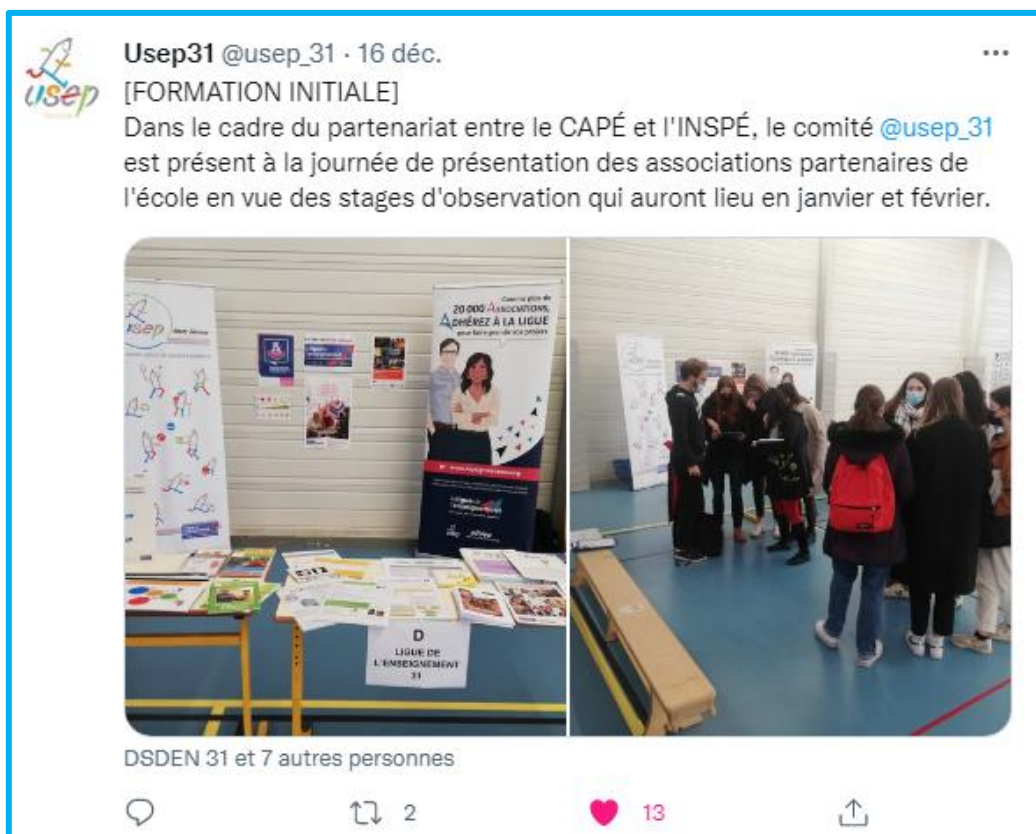 Usep31 @usep_31 · 16 déc.
usep
[FORMATION INITIALE]
Dans le cadre du partenariat entre le CAPÉ et l'INSPÉ, le comité @usep_31
est présent à la journée de présentation des associations partenaires de
l'école en vue des stages d'observation qui auront lieu en janvier et février.
usep
20 000 ASSOCIATIONS,
ADHÉREZ À LA LIGUE
D
LIGUE DE
L'ENSEIGNEMENT
31
DSDEN 31 et 7 autres personnes
2
13